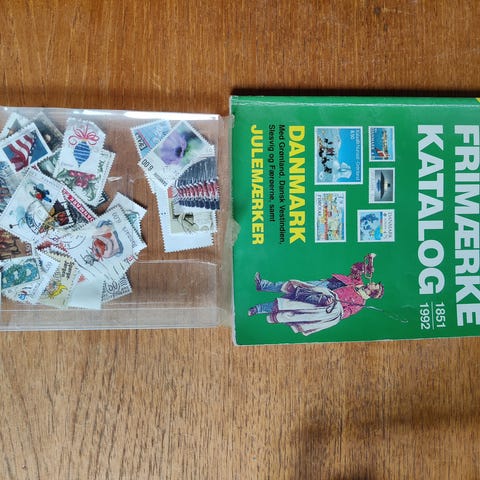 FRIMÆRKE
KATALOG
1851
1992
DANMARK
Med Grønland, Dansk Vestindien,
Slesvig og Færøerne, samt
JULEMÆRKER